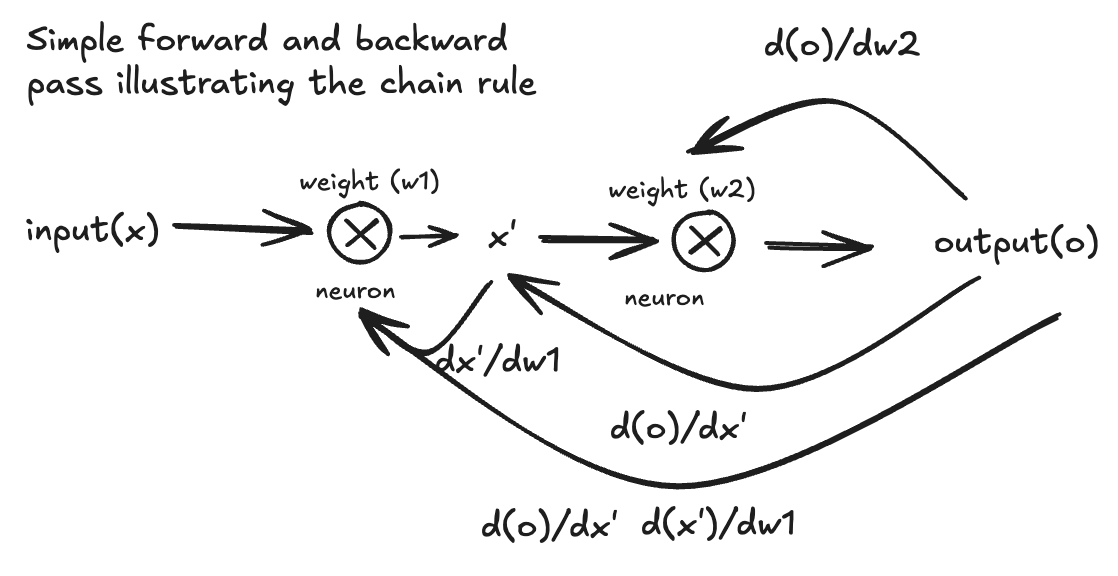 Simple forward and backward
pass illustrating the chain rule
d(o)/dw2
weight (w1)
weight (w2)
input(x)
x'
output(o)
neuron
neuron
dx'/dw1
d(o)/dx'
d(o)/dx' d(x')/dw1